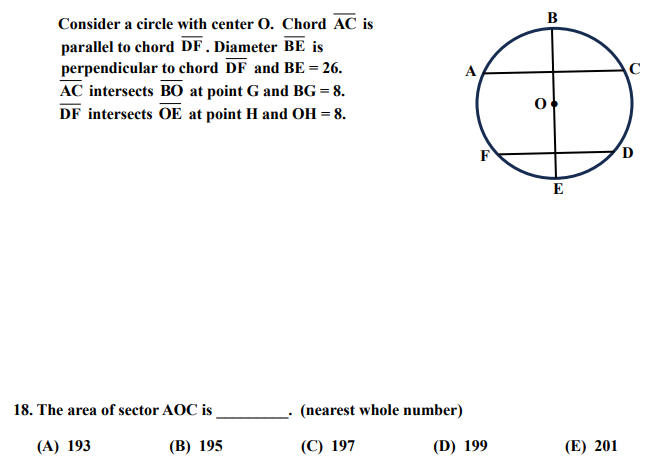 Consider a circle with center O. Chord AC is
parallel to chord DF. Diameter BE is
perpendicular to chord DF and BE = 26.
AC intersects BO at point G and BG = 8.
DF intersects OE at point H and OH = 8.
B
A
C
O
F
D
E
18. The area of sector AOC is ________. (nearest whole number)
(A) 193 (B) 195 (C) 197 (D) 199 (E) 201